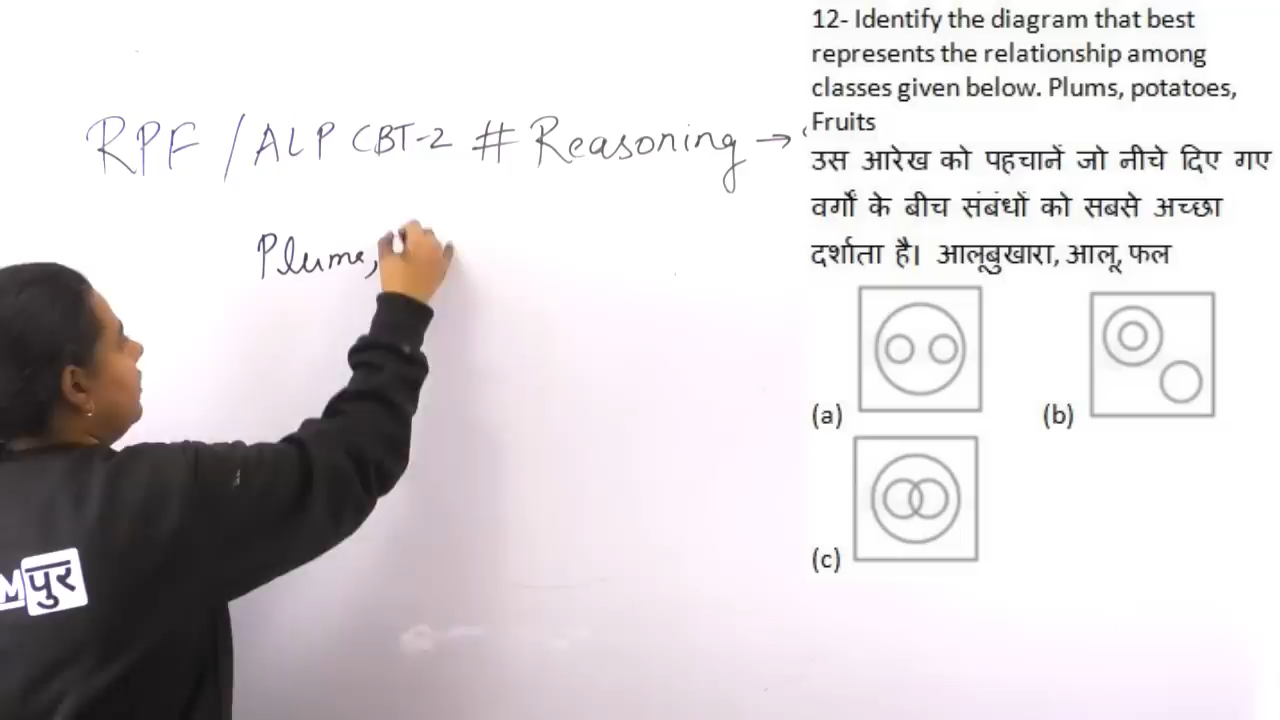 RPF / ALP CBT-2 # Reasoning →
Plums,
12- Identify the diagram that best
represents the relationship among
classes given below. Plums, potatoes,
Fruits
उस आरेख को पहचानें जो नीचे दिए गए
वर्गों के बीच संबंधों को सबसे अच्छा
दर्शाता है। आलूबुखारा, आलू, फल
(a)
(b)
(c)
पुर